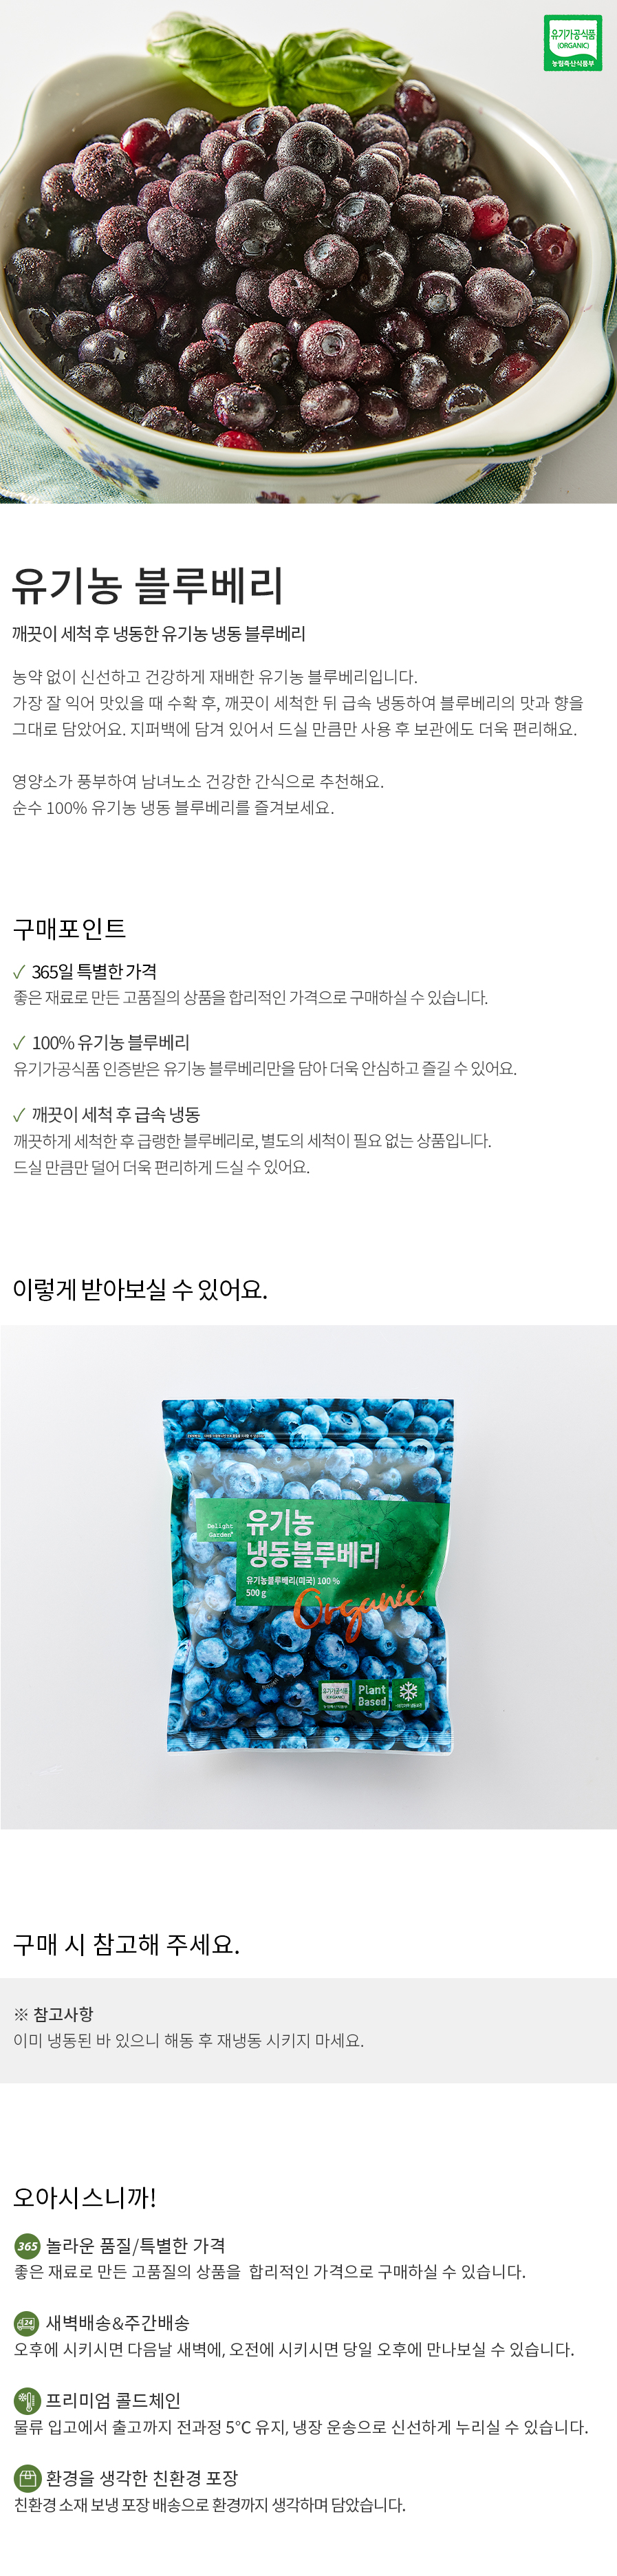 유기가공식품
(ORGANIC)
농림축산식품부
유기농 블루베리
깨끗이 세척 후 냉동한 유기농 냉동 블루베리
농약 없이 신선하고 건강하게 재배한 유기농 블루베리입니다.
가장 잘 익어 맛있을 때 수확 후, 깨끗이 세척한 뒤 급속 냉동하여 블루베리의 맛과 향을
그대로 담았어요. 지퍼백에 담겨 있어서 드실 만큼만 사용 후 보관에도 더욱 편리해요.
영양소가 풍부하여 남녀노소 건강한 간식으로 추천해요.
순수 100% 유기농 냉동 블루베리를 즐겨보세요.
구매포인트
✓ 365일 특별한 가격
좋은 재료로 만든 고품질의 상품을 합리적인 가격으로 구매하실 수 있습니다.
✓ 100% 유기농 블루베리
유기가공식품 인증받은 유기농 블루베리만을 담아 더욱 안심하고 즐길 수 있어요.
✓ 깨끗이 세척 후 급속 냉동
깨끗하게 세척한 후 급랭한 블루베리로, 별도의 세척이 필요 없는 상품입니다.
드실 만큼만 덜어 더욱 편리하게 드실 수 있어요.
이렇게 받아보실 수 있어요.
Delight
Garden
유기농
냉동블루베리
유기농블루베리(미국) 100 %
500 g
Organic
유기가공식품
(ORGANIC)
농림축산식품부
Plant
Based
구매 시 참고해 주세요.
※ 참고사항
이미 냉동된 바 있으니 해동 후 재냉동 시키지 마세요.
오아시스니까!
365 놀라운 품질/특별한 가격
좋은 재료로 만든 고품질의 상품을 합리적인 가격으로 구매하실 수 있습니다.
24 새벽배송&주간배송
오후에 시키시면 다음날 새벽에, 오전에 시키시면 당일 오후에 만나보실 수 있습니다.
프리미엄 콜드체인
물류 입고에서 출고까지 전과정 5°C 유지, 냉장 운송으로 신선하게 누리실 수 있습니다.
환경을 생각한 친환경 포장
친환경 소재 보냉 포장 배송으로 환경까지 생각하며 담았습니다.